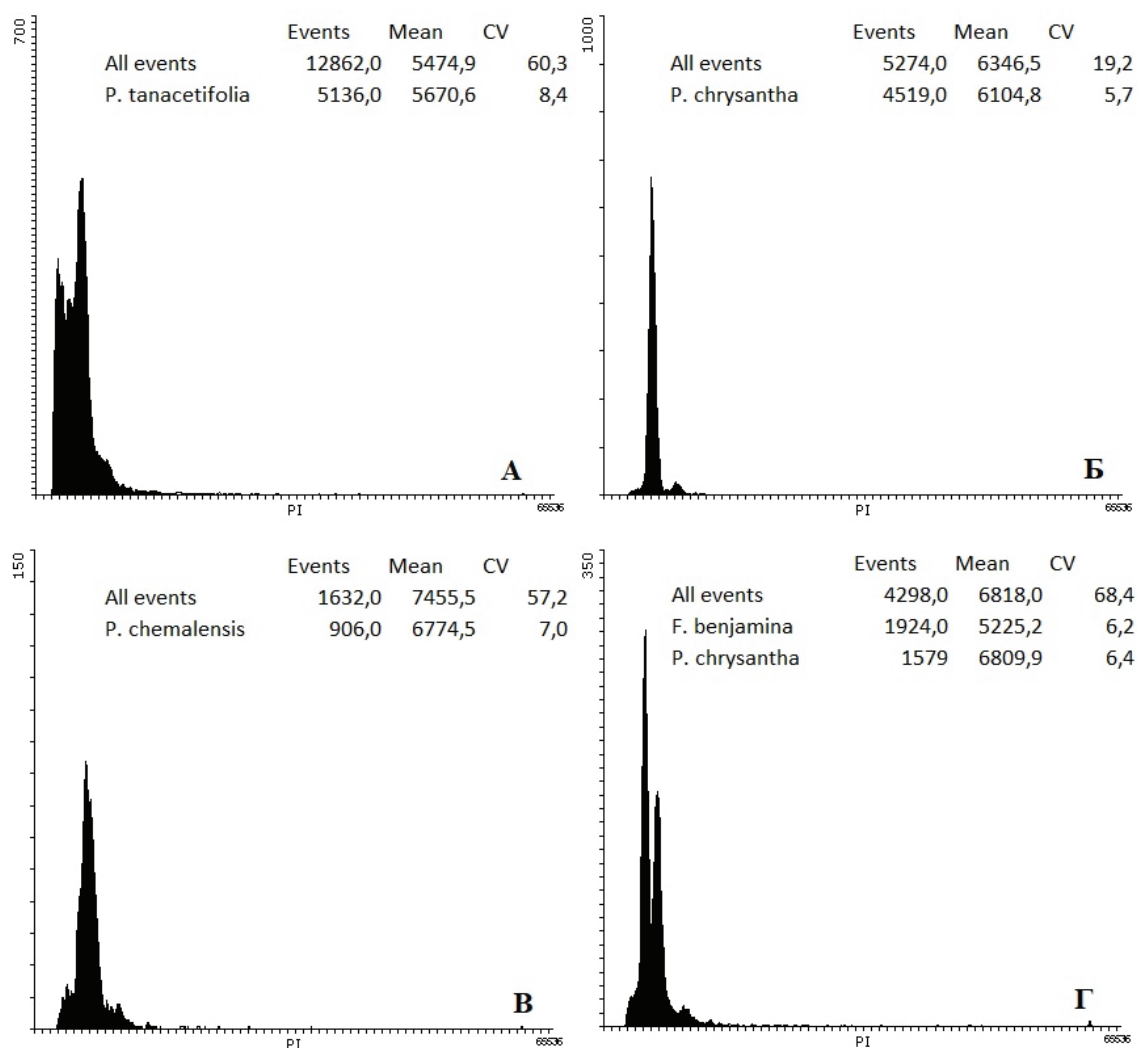 700
Events Mean CV
All events 12862,0 5474,9 60,3
P. tanacetifolia 5136,0 5670,6 8,4
А
PI
65536
1000
Events Mean CV
All events 5274,0 6346,5 19,2
P. chrysantha 4519,0 6104,8 5,7
Б
PI
65536
150
Events Mean CV
All events 1632,0 7455,5 57,2
P. chemalensis 906,0 6774,5 7,0
В
PI
65536
350
Events Mean CV
All events 4298,0 6818,0 68,4
F. benjamina 1924,0 5225,2 6,2
P. chrysantha 1579 6809,9 6,4
Г
PI
65536